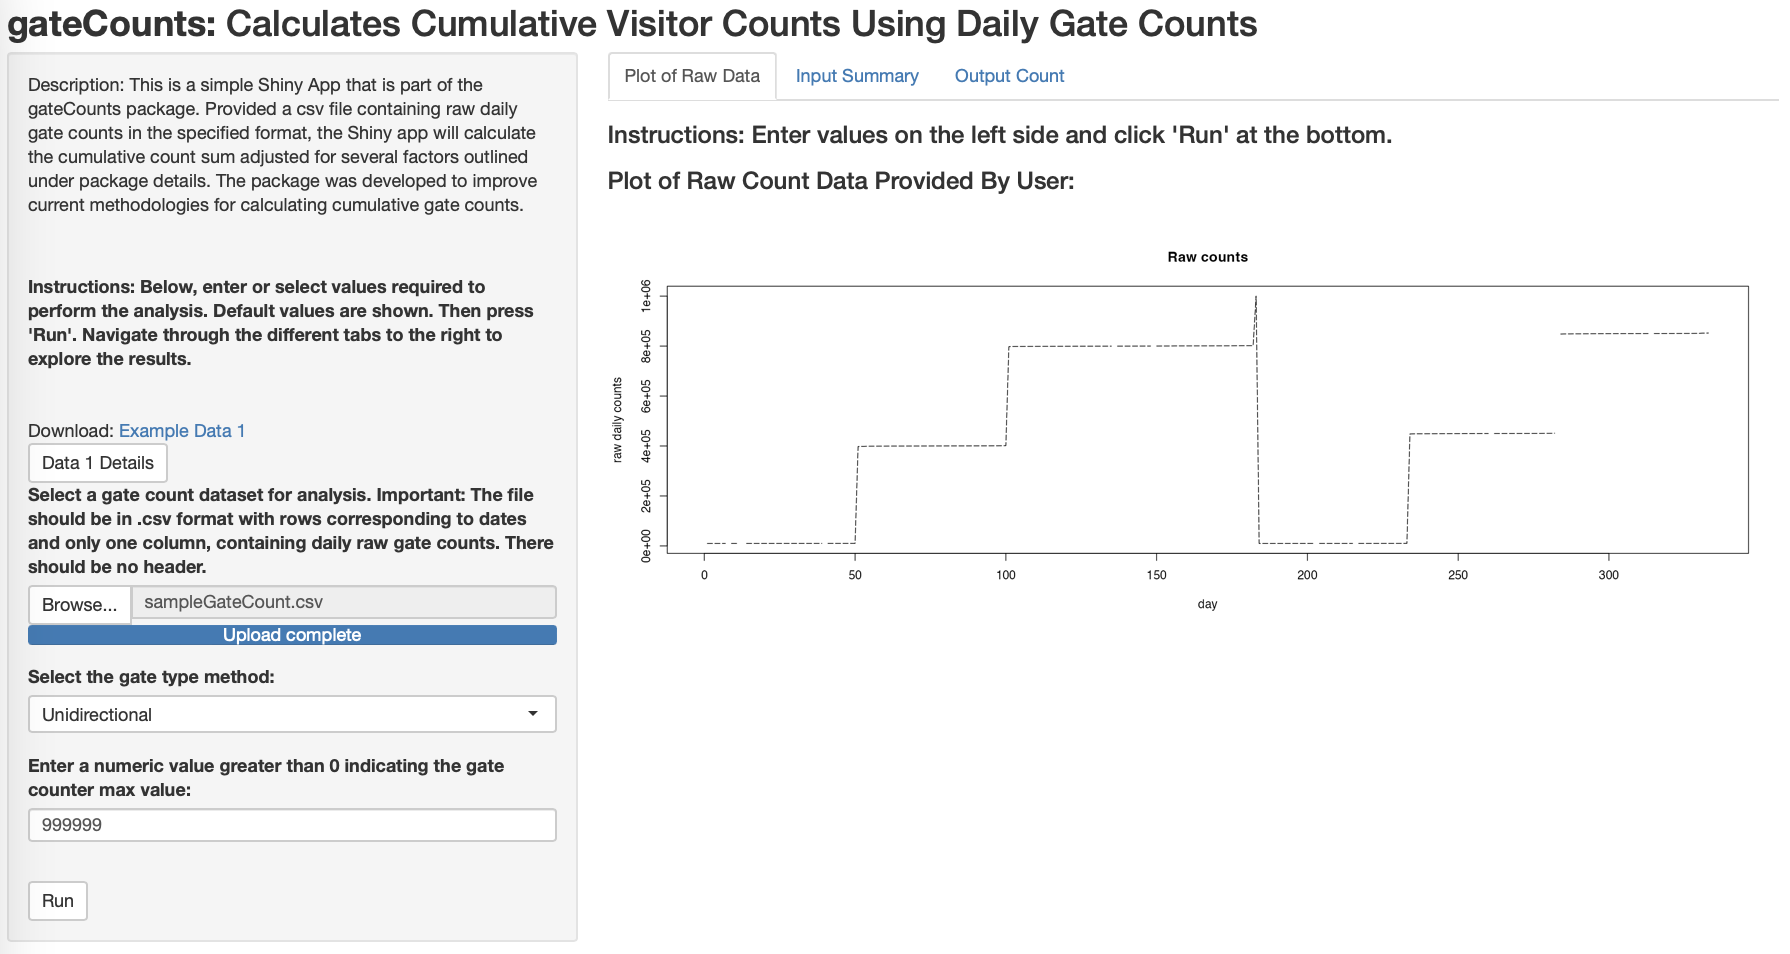 gateCounts: Calculates Cumulative Visitor Counts Using Daily Gate Counts
Description: This is a simple Shiny App that is part of the
gateCounts package. Provided a csv file containing raw daily
gate counts in the specified format, the Shiny app will calculate
the cumulative count sum adjusted for several factors outlined
under package details. The package was developed to improve
current methodologies for calculating cumulative gate counts.
Instructions: Below, enter or select values required to
perform the analysis. Default values are shown. Then press
'Run'. Navigate through the different tabs to the right to
explore the results.
Download: Example Data 1
Data 1 Details
Select a gate count dataset for analysis. Important: The file
should be in .csv format with rows corresponding to dates
and only one column, containing daily raw gate counts. There
should be no header.
Browse... sampleGateCount.csv
Upload complete
Select the gate type method:
Unidirectional
Enter a numeric value greater than 0 indicating the gate
counter max value:
999999
Run
Plot of Raw Data Input Summary Output Count
Instructions: Enter values on the left side and click 'Run' at the bottom.
Plot of Raw Count Data Provided By User:
Raw counts
raw daily counts
1e+06
8e+05
6e+05
4e+05
2e+05
0e+00
0 50 100 150 200 250 300
day